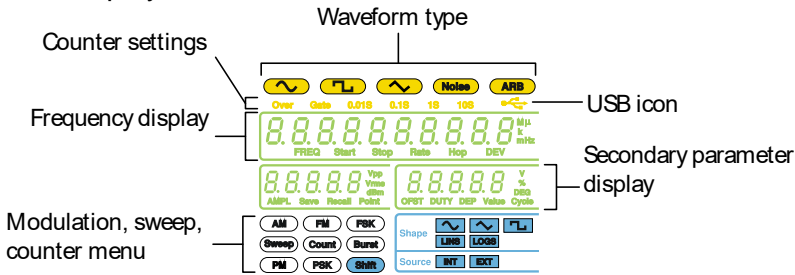 Waveform type
Counter settings
Noise ARB
Over Gate 0.01S 0.1S 1S 10S
USB icon
Frequency display
8.8.8.8.8.8.8.8.8.8. Mµ
k
mHz
FREQ Start Stop Rate Hop DEV
Secondary parameter
display
8.8.8.8.8. Vpp
Vrms
dBm
AMPL Save Recall Point
8.8.8.8.8. V
%
DEG
OFST DUTY DEP Value Cycle
Modulation, sweep,
counter menu
AM FM FSK
Sweep Count Burst
PM PSK Shift
Shape
LINS LOGS
Source INT EXT